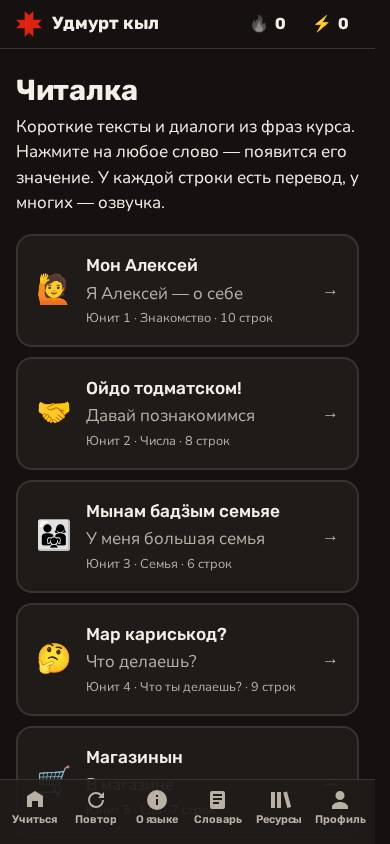 Удмурт кыл 0 0
Читалка
Короткие тексты и диалоги из фраз курса.
Нажмите на любое слово — появится его
значение. У каждой строки есть перевод, у
многих — озвучка.
Мон Алексей
Я Алексей — о себе
→
Юнит 1 · Знакомство · 10 строк
Ойдо тодматском!
Давай познакомимся
→
Юнит 2 · Числа · 8 строк
Мынам бадӟым семьяе
У меня большая семья
→
Юнит 3 · Семья · 6 строк
Мар кариськод?
Что делаешь?
→
Юнит 4 · Что ты делаешь? · 9 строк
Магазинын
В магазине
Учиться Повтор О языке Словарь Ресурсы Профиль